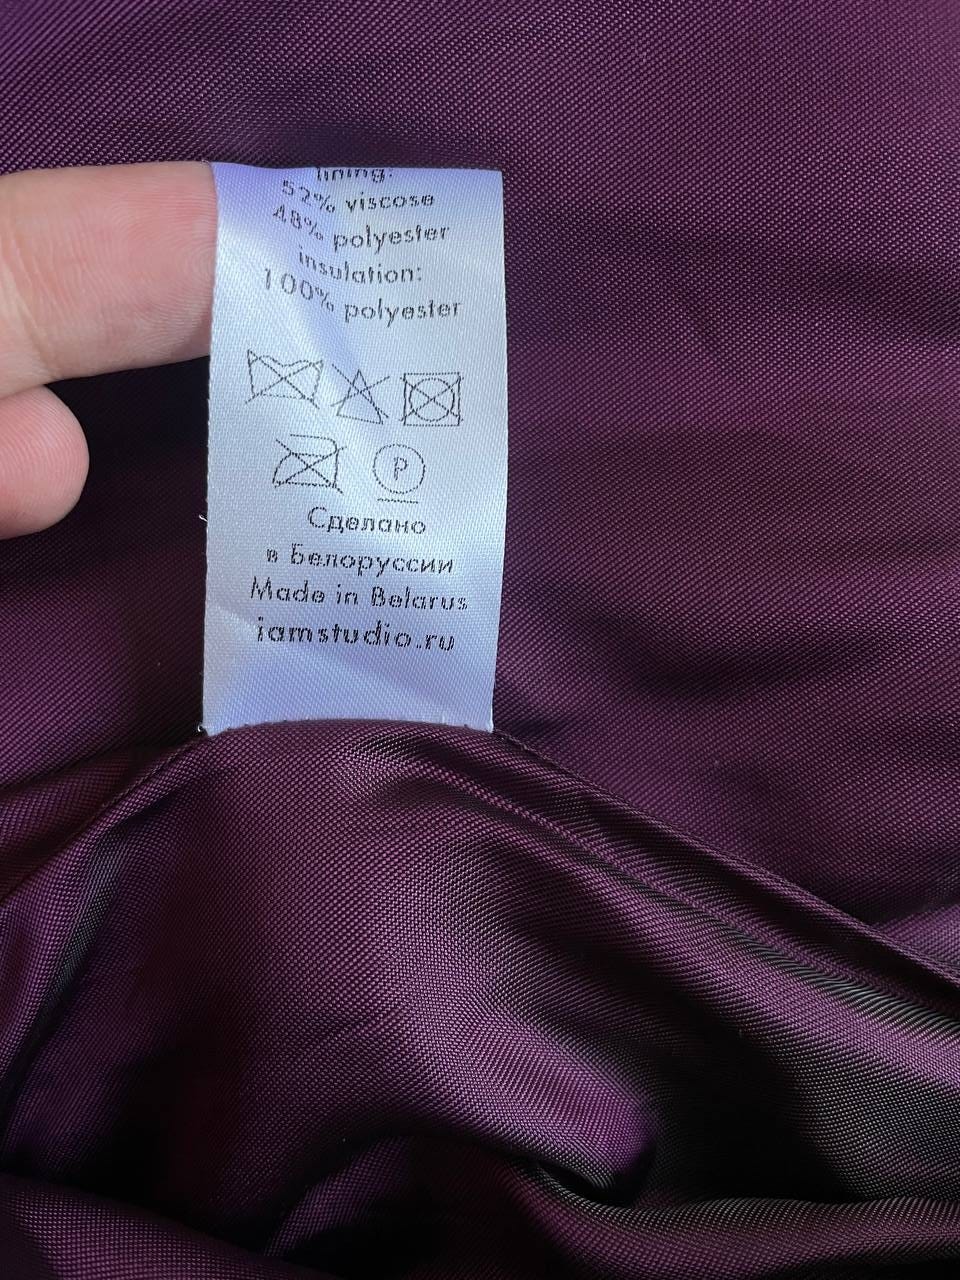 lining:
52% viscose
48% polyester
insulation:
100% polyester
P
Сделано
в Белоруссии
Made in Belarus
iamstudio.ru